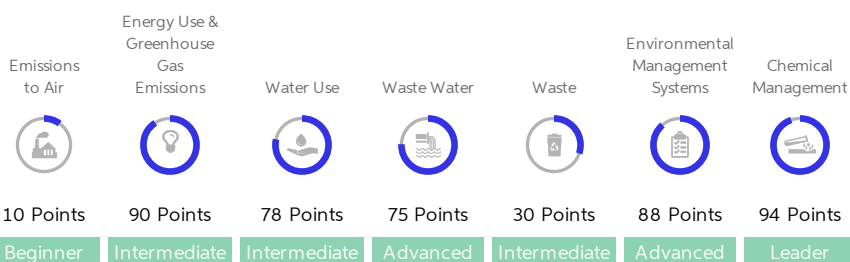 Emissions
to Air
Energy Use &
Greenhouse
Gas
Emissions
Water Use
Waste Water
Waste
Environmental
Management
Systems
Chemical
Management
10 Points
90 Points
78 Points
75 Points
30 Points
88 Points
94 Points
Beginner
Intermediate
Intermediate
Advanced
Intermediate
Advanced
Leader